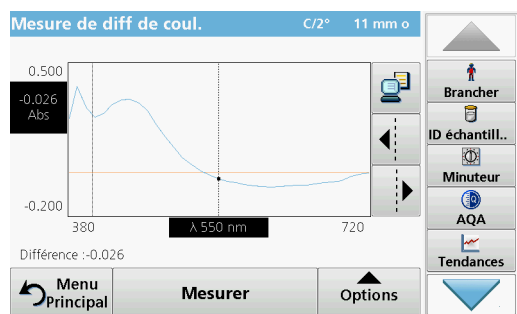 Mesure de diff de coul. C/2° 11 mm o
0.500
-0.026
Abs
-0.200
380 λ 550 nm 720
Différence :-0.026
Menu
Principal
Mesurer
Options
Brancher
ID échantill..
Minuteur
AQA
Tendances